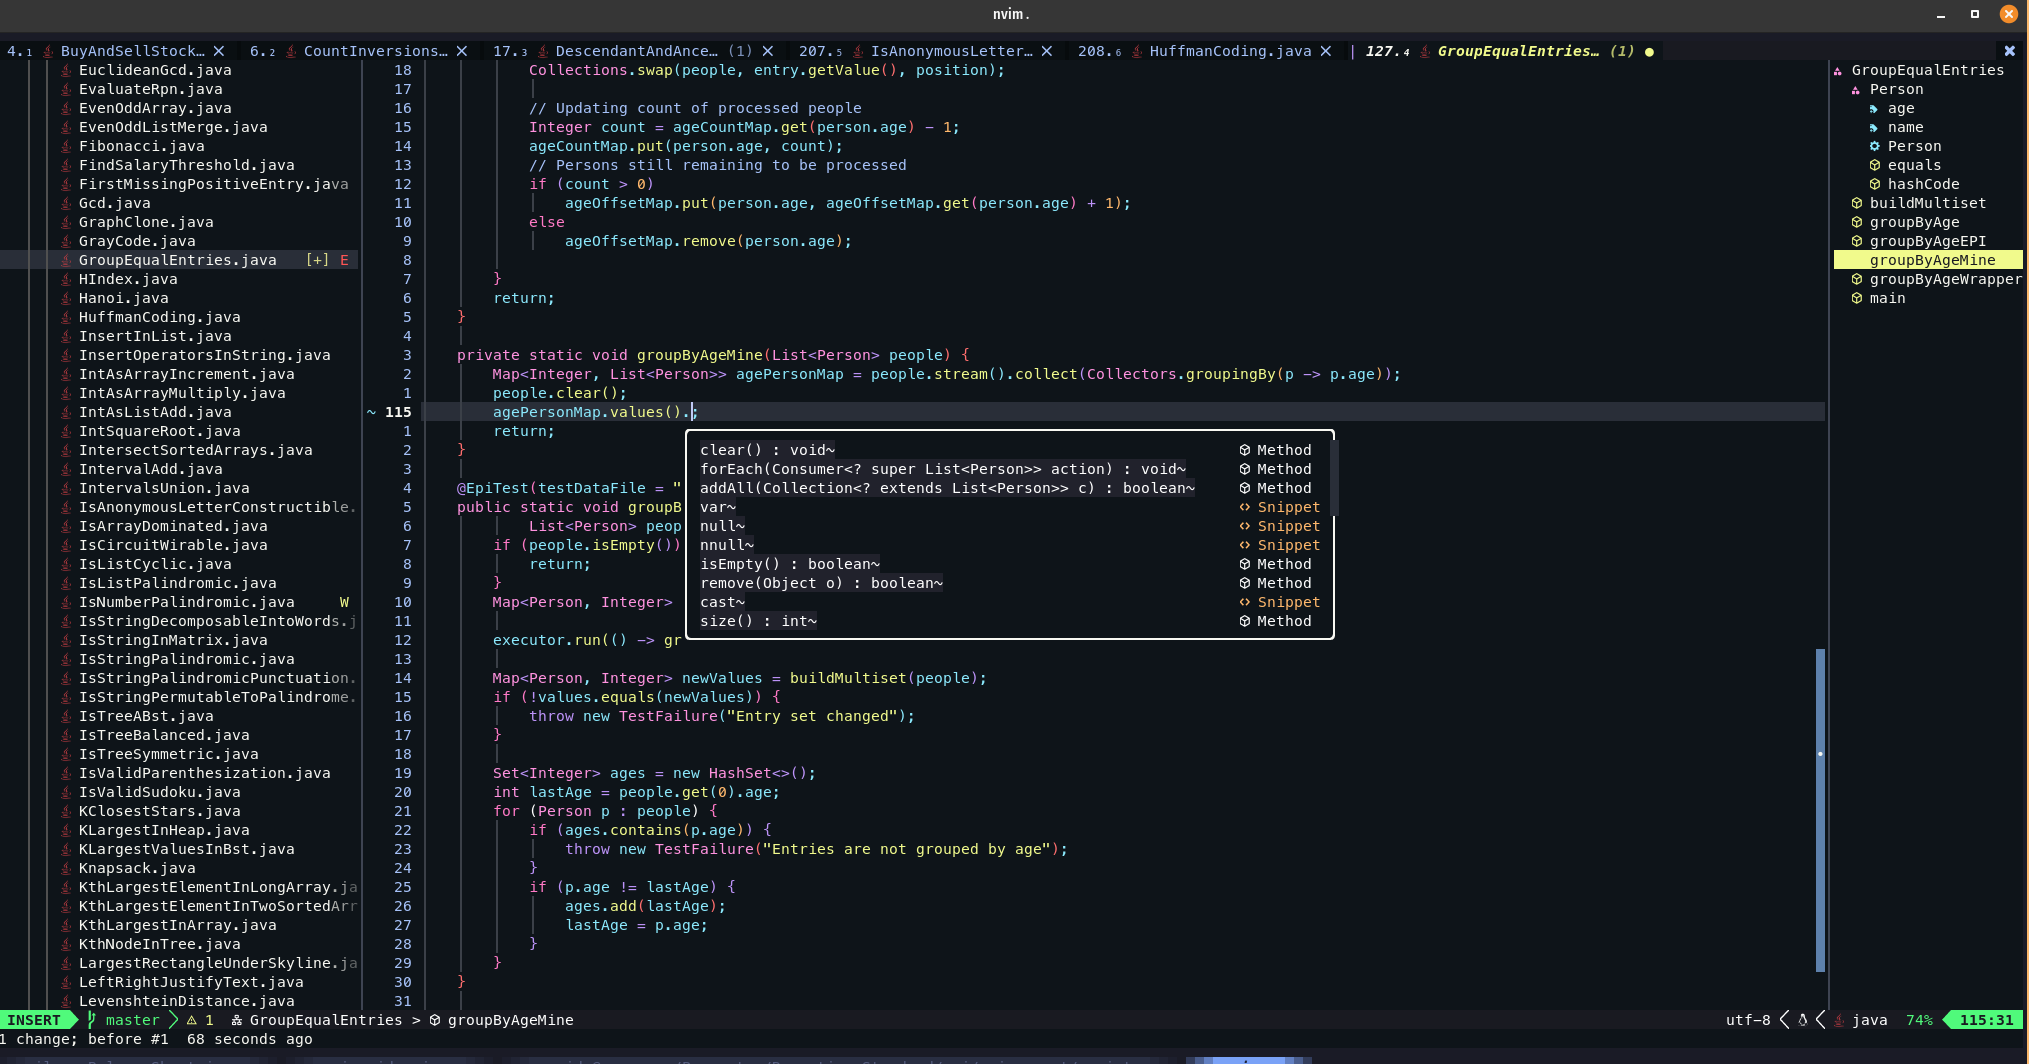 nvim .
4.1 BuyAndSellStock… ✕ 6.2 CountInversions… ✕ 17.3 DescendantAndAnce… (1) ✕ 207.5 IsAnonymousLetter… ✕ 208.6 HuffmanCoding.java ✕ | 127.4 GroupEqualEntries… (1) ●
EuclideanGcd.java
EvaluateRpn.java
EvenOddArray.java
EvenOddListMerge.java
Fibonacci.java
FindSalaryThreshold.java
FirstMissingPositiveEntry.java
Gcd.java
GraphClone.java
GrayCode.java
GroupEqualEntries.java [+] E
HIndex.java
Hanoi.java
HuffmanCoding.java
InsertInList.java
InsertOperatorsInString.java
IntAsArrayIncrement.java
IntAsArrayMultiply.java
IntAsListAdd.java
IntSquareRoot.java
IntersectSortedArrays.java
IntervalAdd.java
IntervalsUnion.java
IsAnonymousLetterConstructible.
IsArrayDominated.java
IsCircuitWirable.java
IsListCyclic.java
IsListPalindromic.java
IsNumberPalindromic.java W
IsStringDecomposableIntoWords.j
IsStringInMatrix.java
IsStringPalindromic.java
IsStringPalindromicPunctuation.
IsStringPermutableToPalindrome.
IsTreeABst.java
IsTreeBalanced.java
IsTreeSymmetric.java
IsValidParenthesization.java
IsValidSudoku.java
KClosestStars.java
KLargestInHeap.java
KLargestValuesInBst.java
Knapsack.java
KthLargestElementInLongArray.ja
KthLargestElementInTwoSortedArr
KthLargestInArray.java
KthNodeInTree.java
LargestRectangleUnderSkyline.ja
LeftRightJustifyText.java
LevenshteinDistance.java
18 Collections.swap(people, entry.getValue(), position);
17
16 // Updating count of processed people
15 Integer count = ageCountMap.get(person.age) - 1;
14 ageCountMap.put(person.age, count);
13 // Persons still remaining to be processed
12 if (count > 0)
11 ageOffsetMap.put(person.age, ageOffsetMap.get(person.age) + 1);
10 else
9 ageOffsetMap.remove(person.age);
8
7 }
6 return;
5 }
4
3 private static void groupByAgeMine(List<Person> people) {
2 Map<Integer, List<Person>> agePersonMap = people.stream().collect(Collectors.groupingBy(p -> p.age));
1 people.clear();
~ 115 agePersonMap.values().;
1 return;
2 }
3
4 @EpiTest(testDataFile = "
5 public static void groupB
6 List<Person> peop
7 if (people.isEmpty())
8 return;
9 }
10 Map<Person, Integer>
11
12 executor.run(() -> gr
13
14 Map<Person, Integer> newValues = buildMultiset(people);
15 if (!values.equals(newValues)) {
16 throw new TestFailure("Entry set changed");
17 }
18
19 Set<Integer> ages = new HashSet<>();
20 int lastAge = people.get(0).age;
21 for (Person p : people) {
22 if (ages.contains(p.age)) {
23 throw new TestFailure("Entries are not grouped by age");
24 }
25 if (p.age != lastAge) {
26 ages.add(lastAge);
27 lastAge = p.age;
28 }
29 }
30 }
31
clear() : void~ Method
forEach(Consumer<? super List<Person>> action) : void~ Method
addAll(Collection<? extends List<Person>> c) : boolean~ Method
var~ Snippet
null~ Snippet
nnull~ Snippet
isEmpty() : boolean~ Method
remove(Object o) : boolean~ Method
cast~ Snippet
size() : int~ Method
GroupEqualEntries
Person
age
name
Person
equals
hashCode
buildMultiset
groupByAge
groupByAgeEPI
groupByAgeMine
groupByAgeWrapper
main
INSERT master ⚠ 1 GroupEqualEntries > groupByAgeMine utf-8 java 74% 115:31
1 change; before #1 68 seconds ago